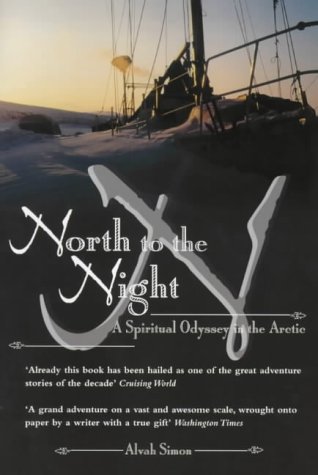 North to the
Night
N
A Spiritual Odyssey in the Arctic
'Already this book has been hailed as one of the great adventure
stories of the decade' Cruising World
'A grand adventure on a vast and awesome scale, wrought onto
paper by a writer with a true gift' Washington Times
Alvah Simon